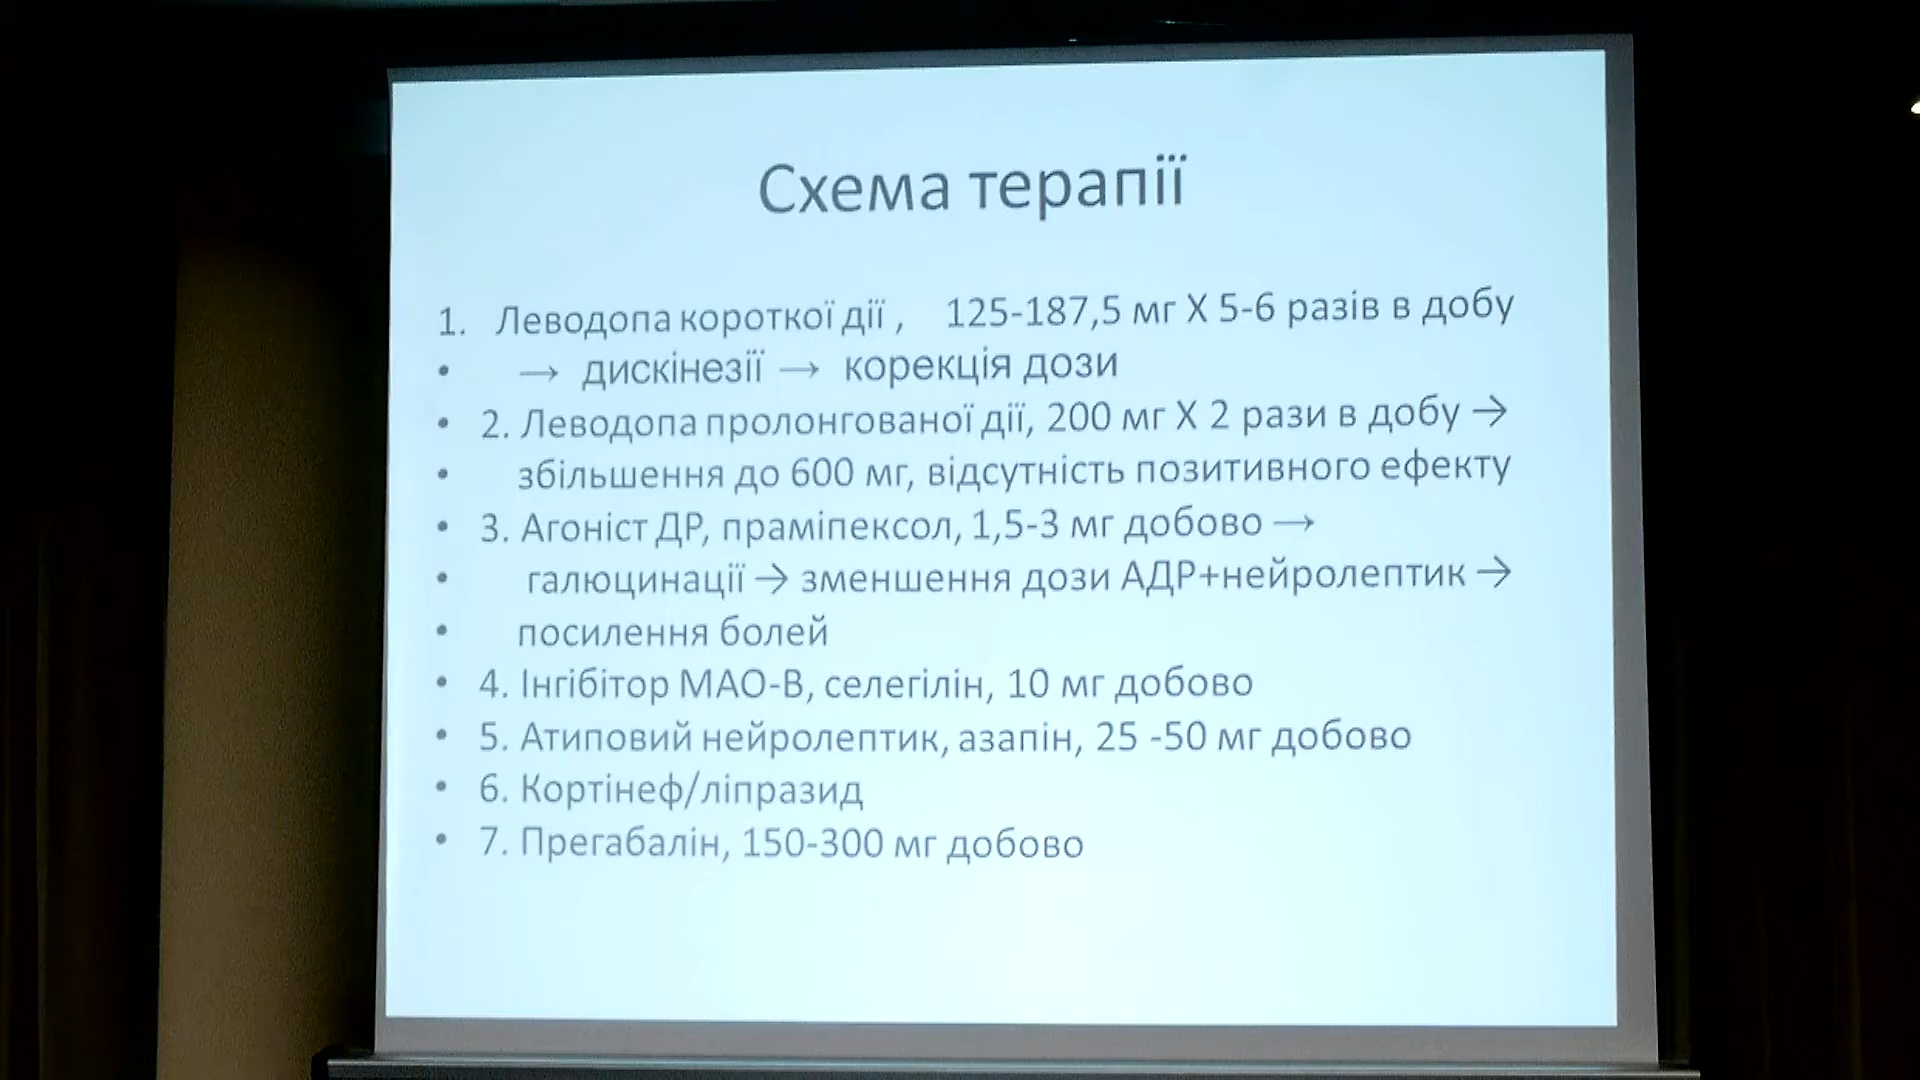 Схема терапії
1. Леводопа короткої дії , 125-187,5 мг Х 5-6 разів в добу
• → дискінезії → корекція дози
• 2. Леводопа пролонгованої дії, 200 мг Х 2 рази в добу →
• збільшення до 600 мг, відсутність позитивного ефекту
• 3. Агоніст ДР, праміпексол, 1,5-3 мг добово →
• галюцинації → зменшення дози АДР+нейролептик →
• посилення болей
• 4. Інгібітор МАО-В, селегілін, 10 мг добово
• 5. Атиповий нейролептик, азапін, 25 -50 мг добово
• 6. Кортінеф/ліпразид
• 7. Прегабалін, 150-300 мг добово